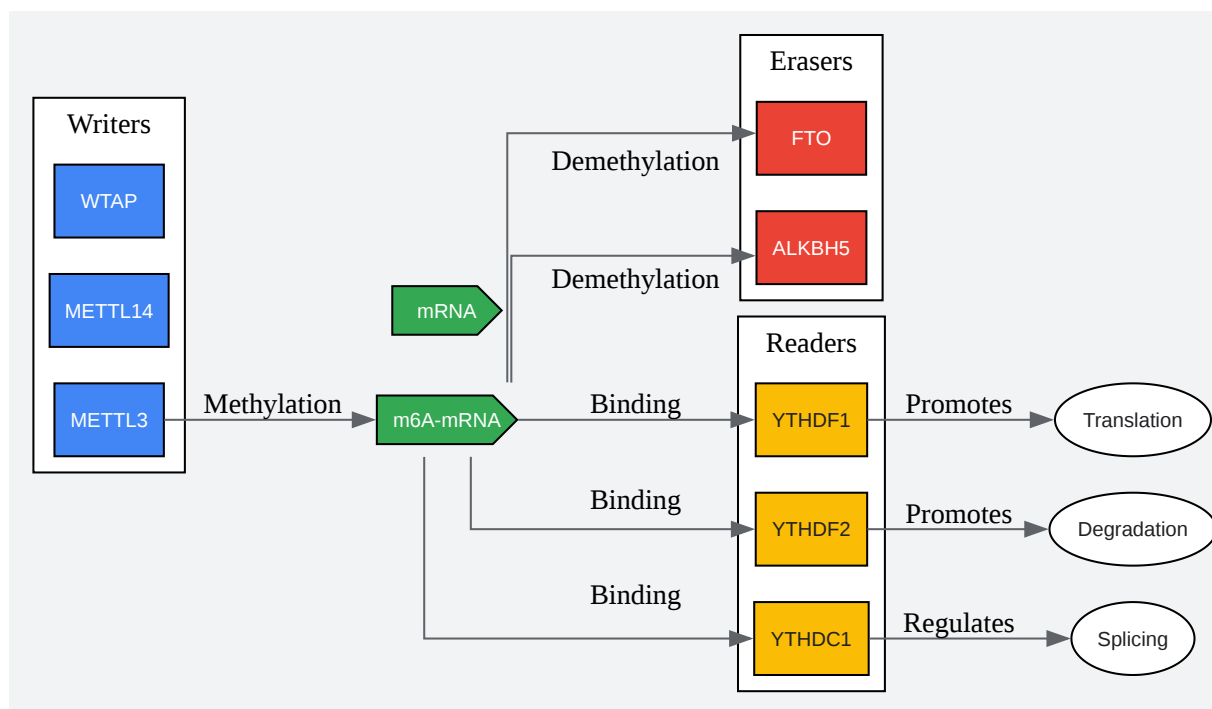 Writers
WTAP
METTL14
METTL3
Methylation
mRNA
m6A-mRNA
Demethylation
Demethylation
Erasers
FTO
ALKBH5
Binding
Binding
Binding
Readers
YTHDF1
YTHDF2
YTHDC1
Promotes
Promotes
Regulates
Translation
Degradation
Splicing